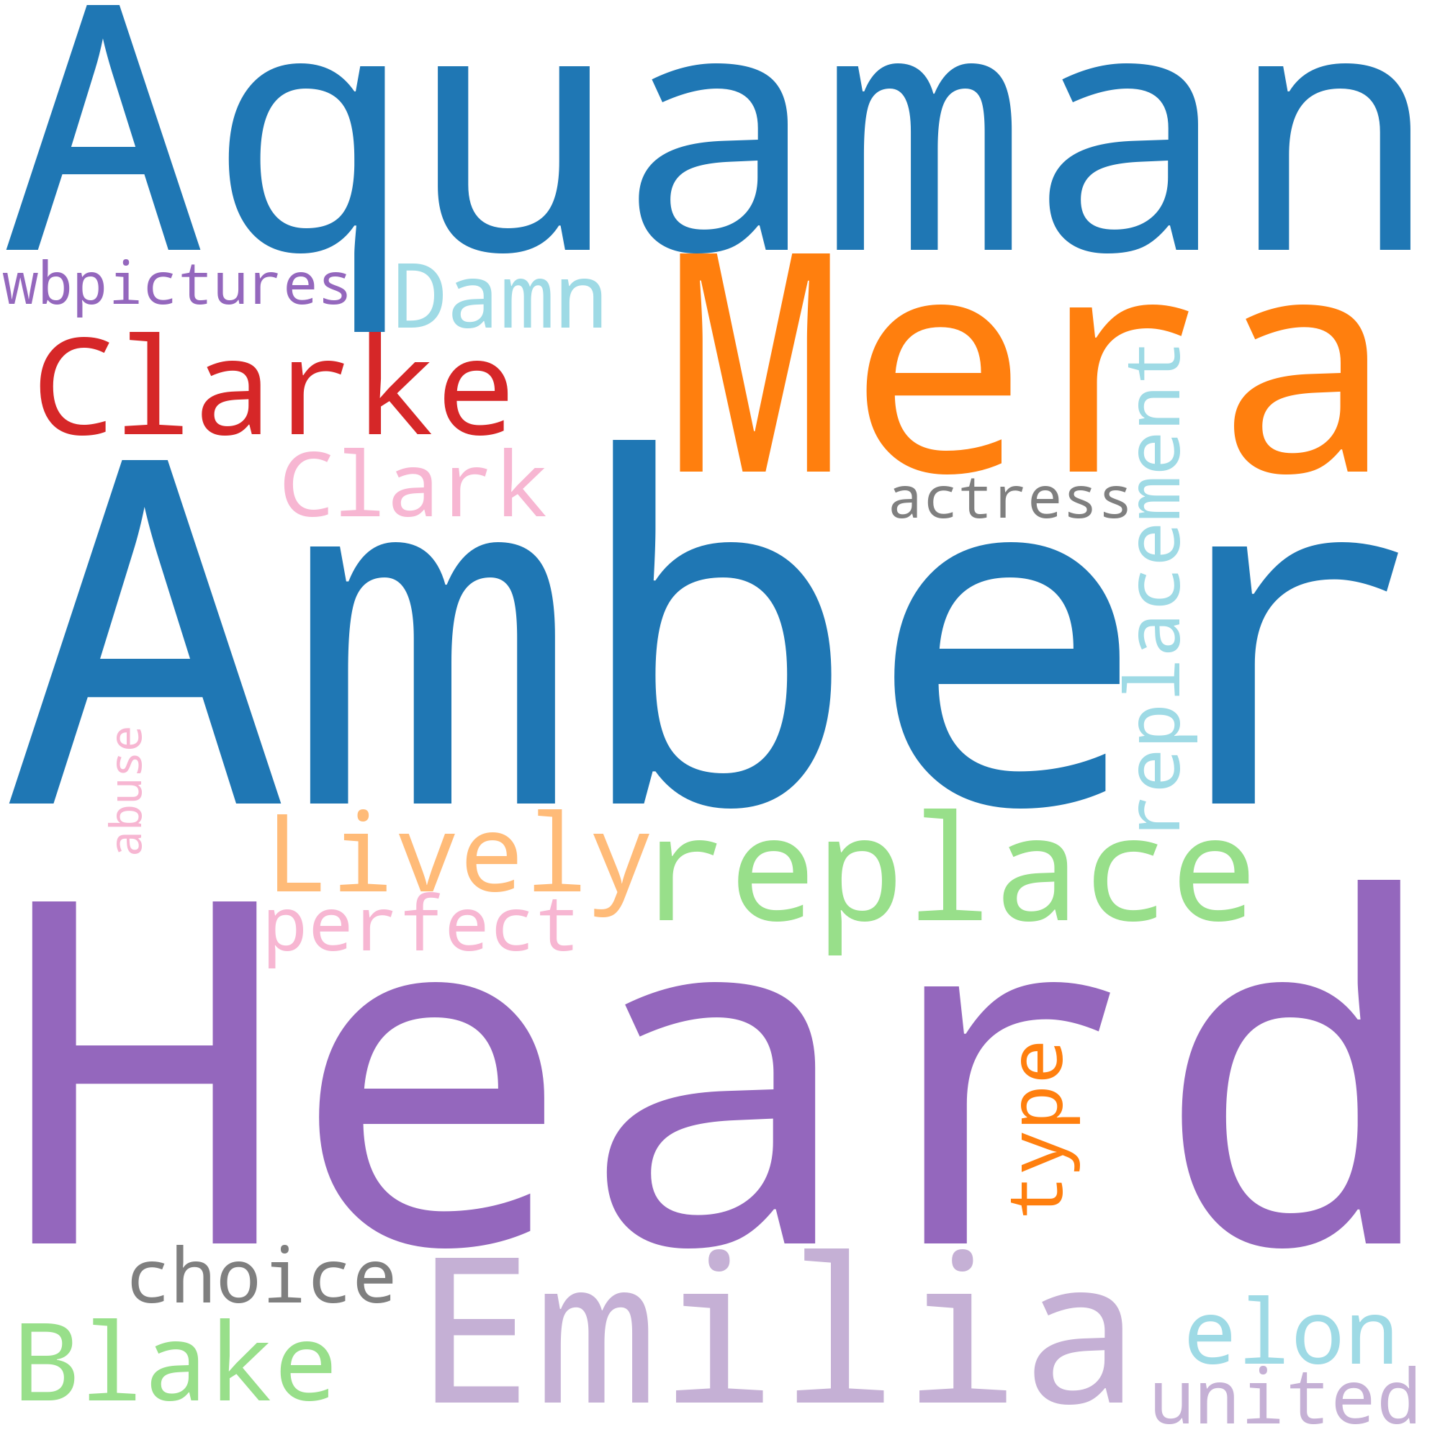 Aquaman
wbpictures
Damn
Mera
Clarke
replacement
Clark
actress
Amber
abuse
Lively
replace
perfect
Heard
type
choice
Emilia
elon
Blake
united